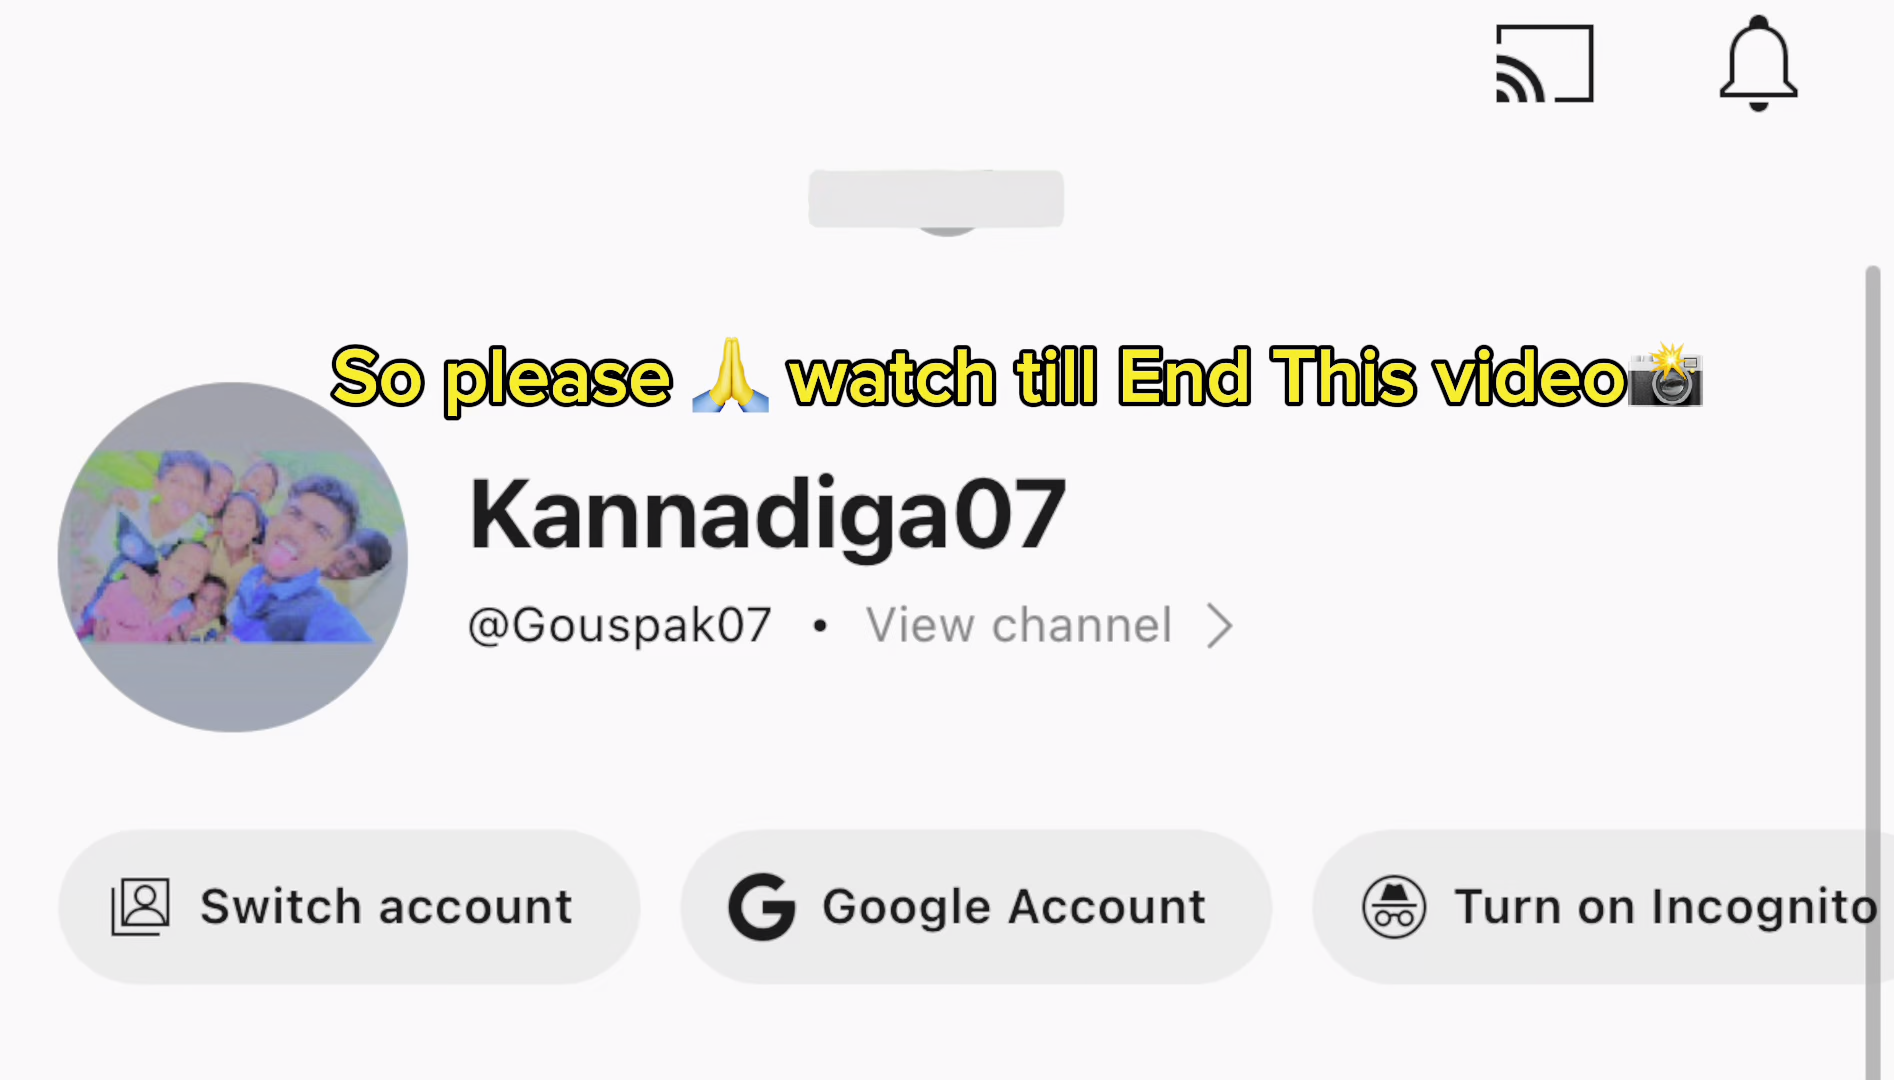 So please 🙏 watch till End This video📸
Kannadiga07
@Gouspak07 • View channel
Switch account
Google Account
Turn on Incognito